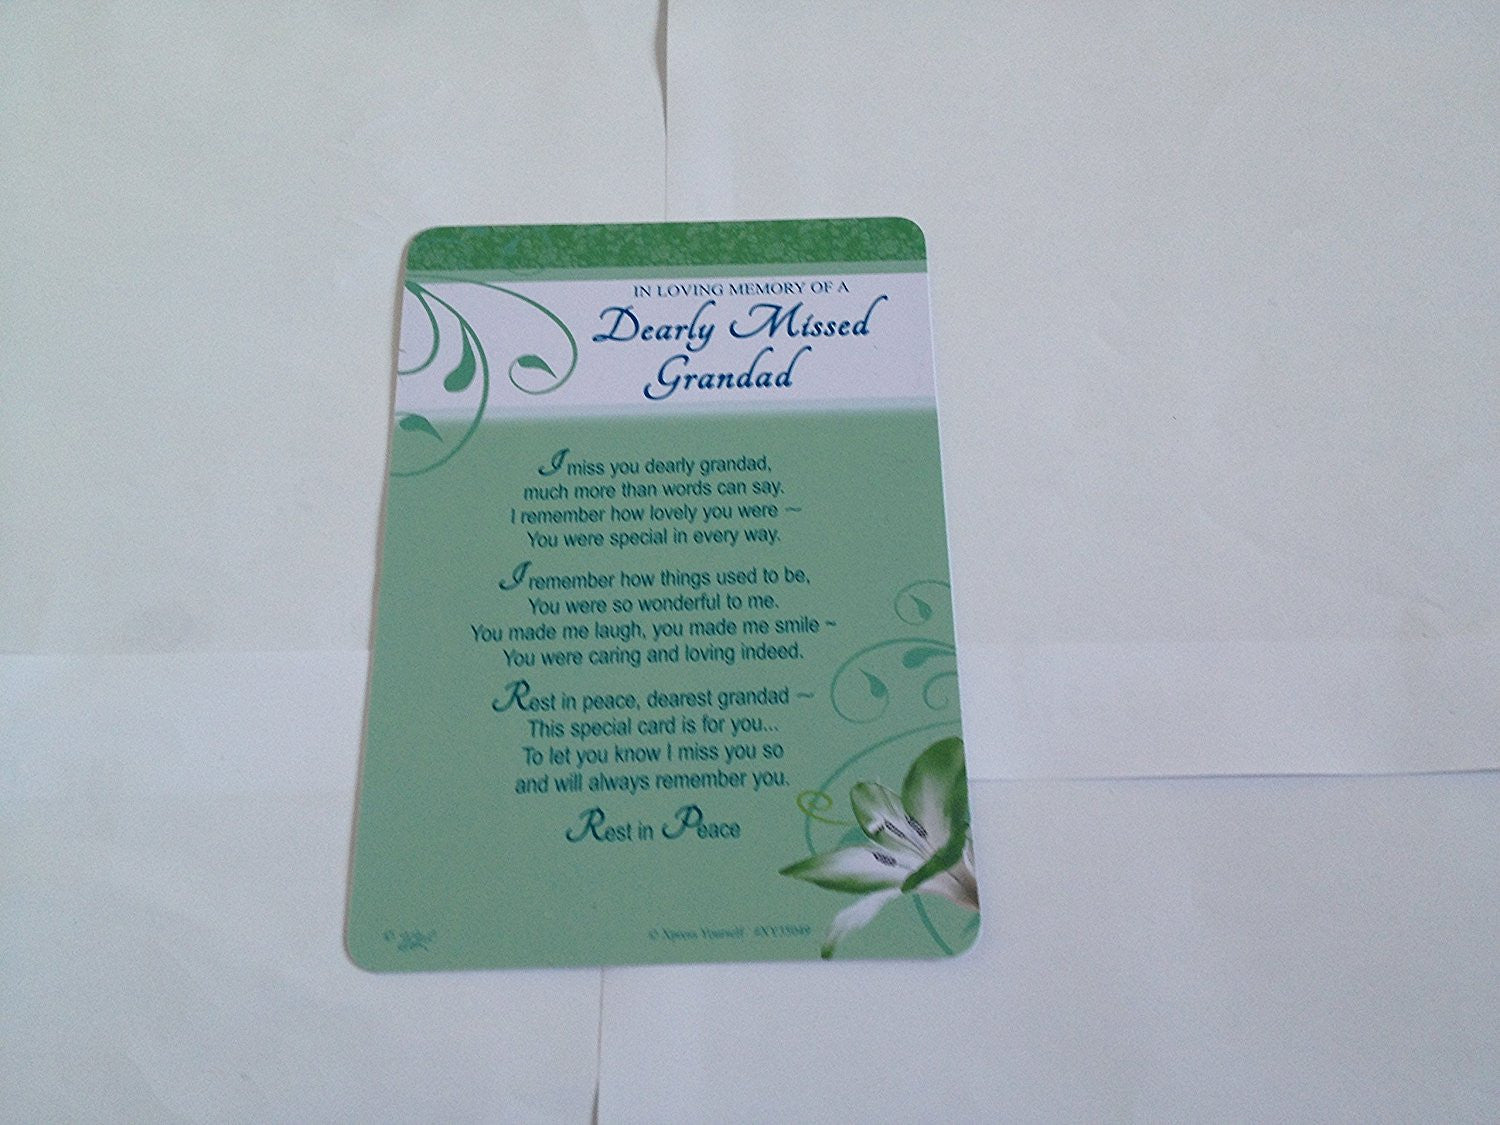 IN LOVING MEMORY OF A
Dearly Missed
Grandad
I miss you dearly grandad,
much more than words can say.
I remember how lovely you were ~
You were special in every way.
I remember how things used to be,
You were so wonderful to me.
You made me laugh, you made me smile ~
You were caring and loving indeed.
Rest in peace, dearest grandad ~
This special card is for you...
To let you know I miss you so
and will always remember you.
Rest in Peace
© Xpress Yourself